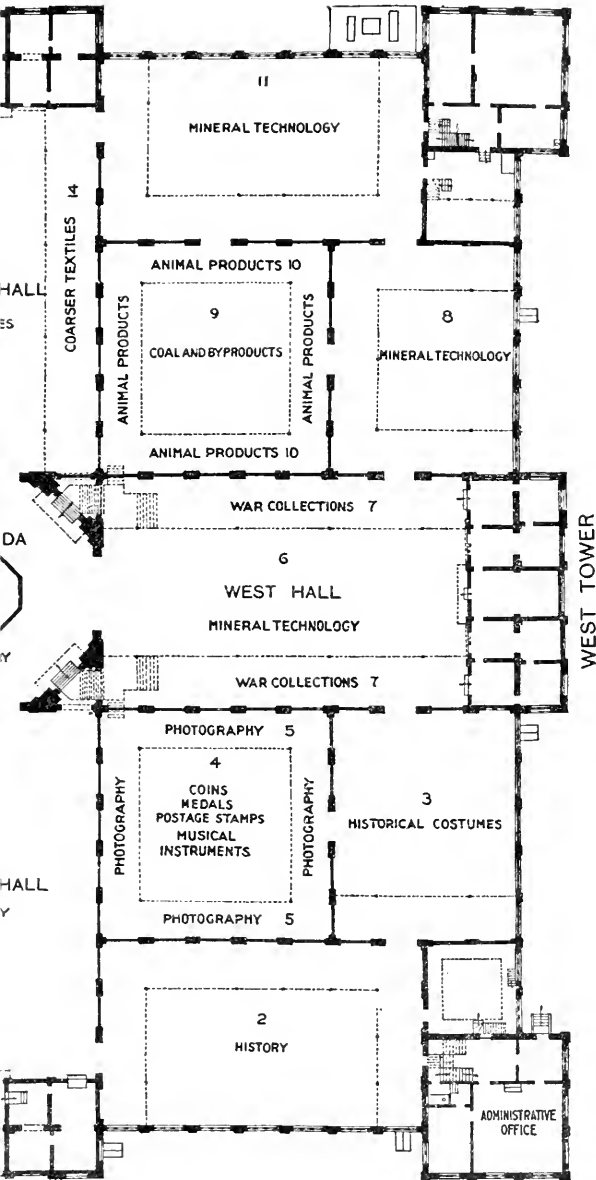 11
MINERAL TECHNOLOGY
COARSER TEXTILES 14
HALL
ES
ANIMAL PRODUCTS 10
ANIMAL PRODUCTS
9
COAL AND BYPRODUCTS
ANIMAL PRODUCTS
8
MINERAL TECHNOLOGY
ANIMAL PRODUCTS 10
WAR COLLECTIONS 7
DA
6
WEST HALL
MINERAL TECHNOLOGY
WEST TOWER
RY
WAR COLLECTIONS 7
PHOTOGRAPHY 5
PHOTOGRAPHY
4
COINS
MEDALS
POSTAGE STAMPS
MUSICAL
INSTRUMENTS
PHOTOGRAPHY
3
HISTORICAL COSTUMES
HALL
Y
PHOTOGRAPHY 5
2
HISTORY
ADMINISTRATIVE
OFFICE